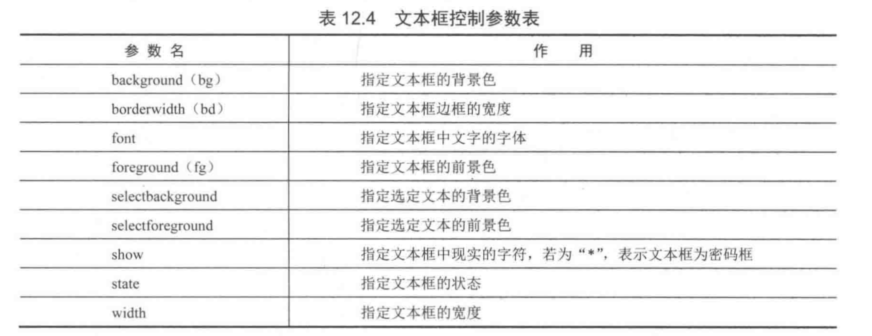 表 12.4 文本框控制参数表
参 数 名 作 用
background（bg） 指定文本框的背景色
borderwidth（bd） 指定文本框边框的宽度
font 指定文本框中文字的字体
foreground（fg） 指定文本框的前景色
selectbackground 指定选定文本的背景色
selectforeground 指定选定文本的前景色
show 指定文本框中现实的字符，若为“*”，表示文本框为密码框
state 指定文本框的状态
width 指定文本框的宽度